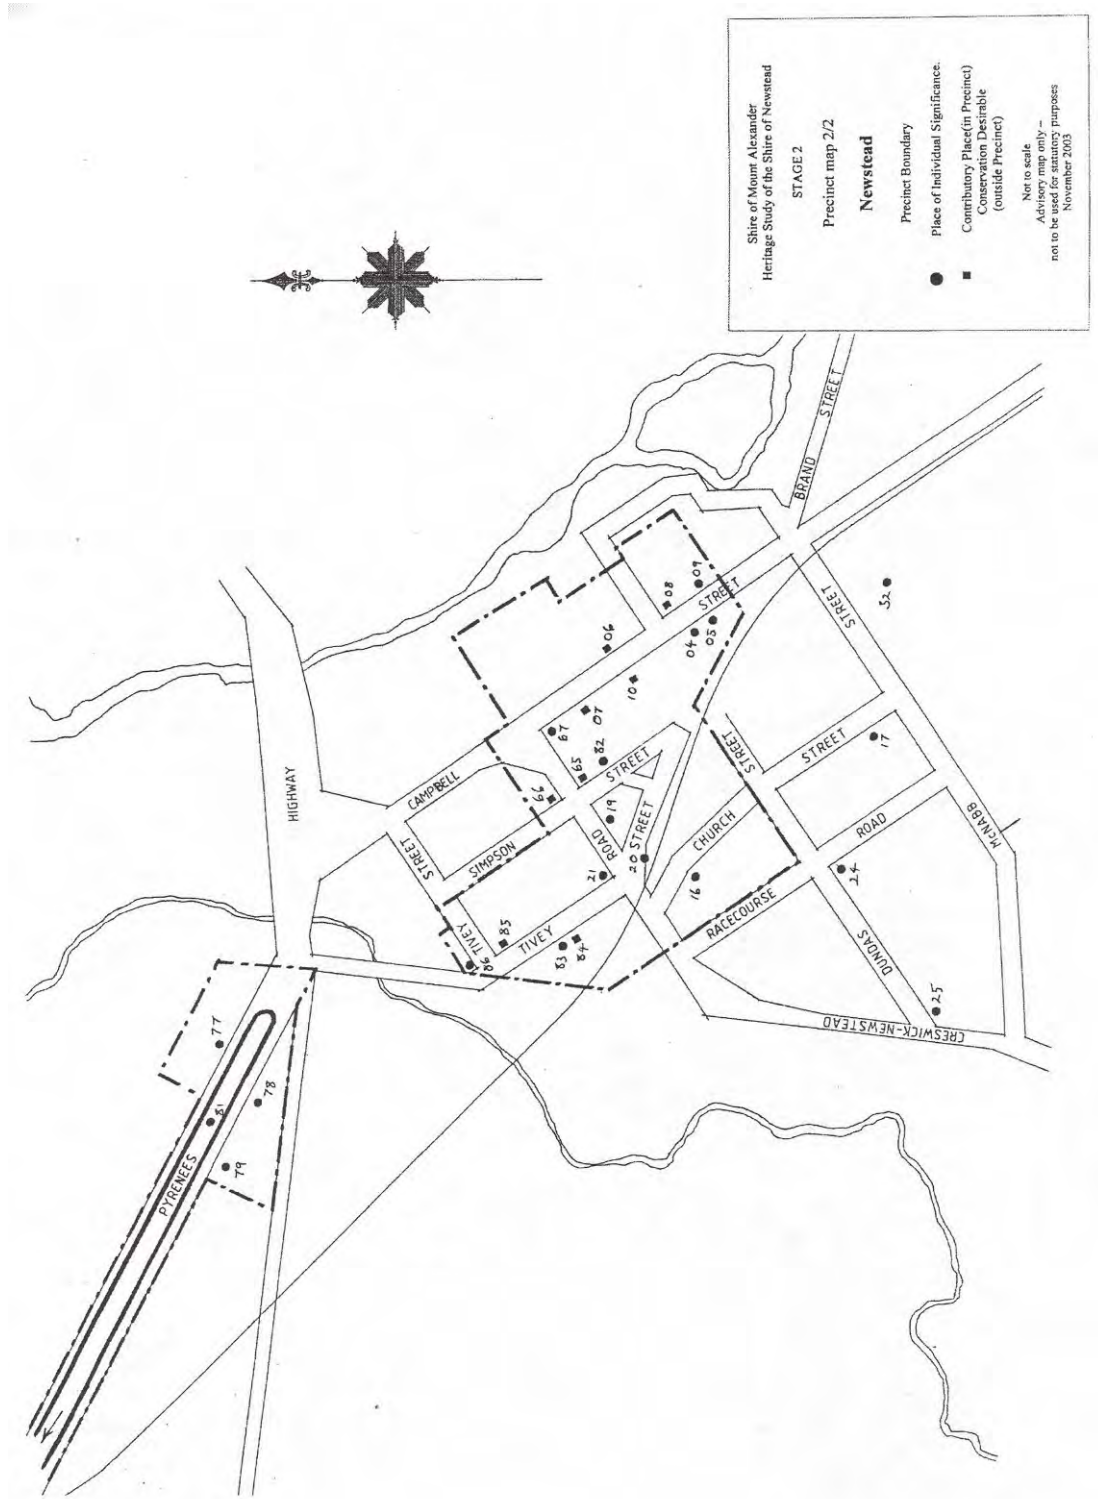 Shire of Mount Alexander
Heritage Study of the Shire of Newstead
STAGE 2
Precinct map 2/2
Newstead
Precinct Boundary
Place of Individual Significance.
Contributory Place(in Precinct)
Conservation Desirable
(outside Precinct)
Not to scale
Advisory map only –
not to be used for statutory purposes
November 2003
PYRENEES
HIGHWAY
77
81
78
79
CAMPBELL
STREET
SIMPSON
STREET
TIVEY
STREET
TIVEY
86
85
83
84
66
65
67
82
07
10
06
08
09
04
05
STREET
19
ROAD
21
20
STREET
CHURCH
STREET
16
RACECOURSE
ROAD
STREET
17
24
DUNDAS
25
CRESWICK-NEWSTEAD
McNABB
STREET
32
BRAND
STREET